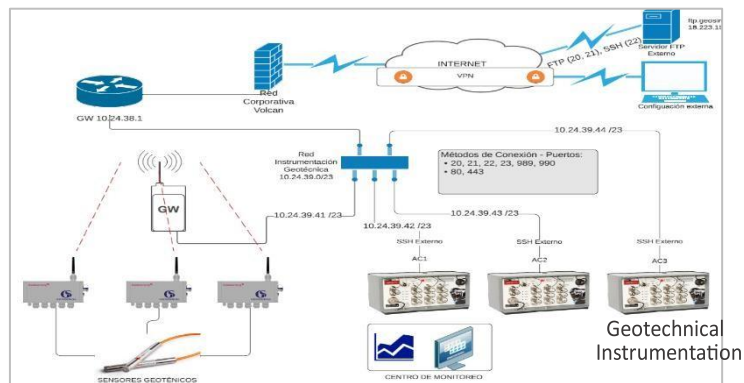 ftp.geosin
18.223.1
Servidor FTP
Externo
FTP (20, 21), SSH (22)
INTERNET
VPN
Configuación externa
Red
Corporativa
Volcan
GW 10.24.38.1
10.24.39.44 /23
Red
Instrumentación
Geotécnica
10.24.39.0/23
Métodos de Conexión - Puertos:
• 20, 21, 22, 23, 989, 990
• 80, 443
GW
10.24.39.41 /23
10.24.39.42 /23
10.24.39.43 /23
SSH Externo
SSH Externo
SSH Externo
AC1
AC2
AC3
Geotechnical
Instrumentation
SENSORES GEOTÉNICOS
CENTRO DE MONITOREO